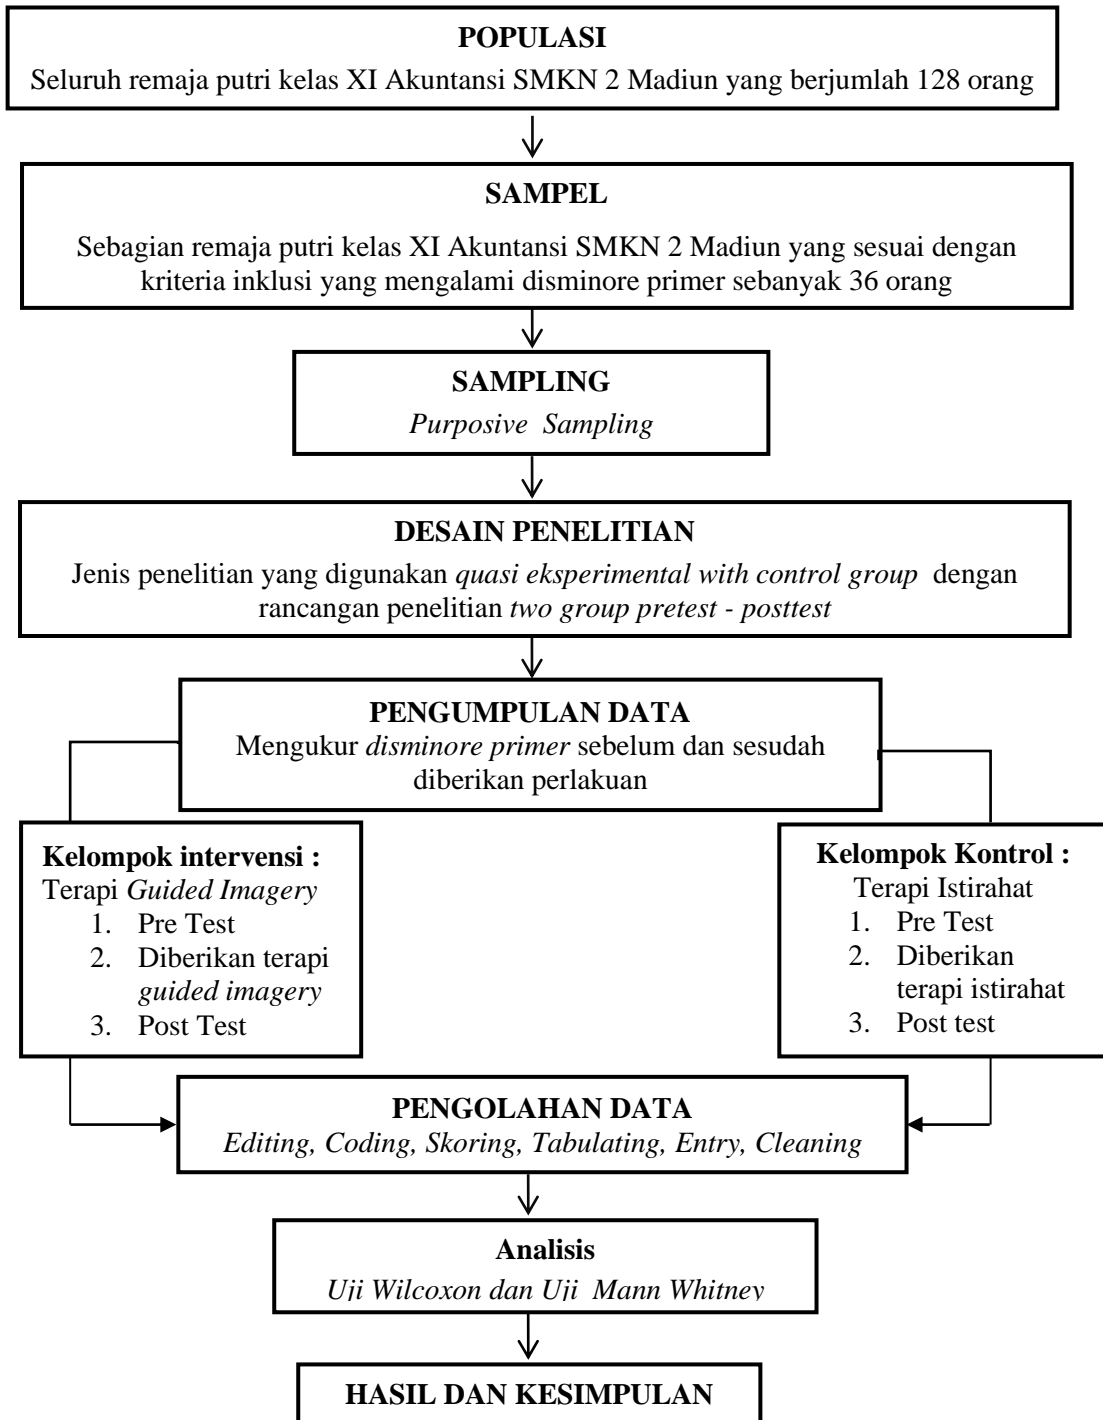 POPULASI
Seluruh remaja putri kelas XI Akuntansi SMKN 2 Madiun yang berjumlah 128 orang
SAMPEL
Sebagian remaja putri kelas XI Akuntansi SMKN 2 Madiun yang sesuai dengan
kriteria inklusi yang mengalami disminore primer sebanyak 36 orang
SAMPLING
Purposive Sampling
DESAIN PENELITIAN
Jenis penelitian yang digunakan quasi eksperimental with control group dengan
rancangan penelitian two group pretest - posttest
PENGUMPULAN DATA
Mengukur disminore primer sebelum dan sesudah
diberikan perlakuan
Kelompok intervensi :
Terapi Guided Imagery
1. Pre Test
2. Diberikan terapi
guided imagery
3. Post Test
Kelompok Kontrol :
Terapi Istirahat
1. Pre Test
2. Diberikan
terapi istirahat
3. Post test
PENGOLAHAN DATA
Editing, Coding, Skoring, Tabulating, Entry, Cleaning
Analisis
Uji Wilcoxon dan Uji Mann Whitney
HASIL DAN KESIMPULAN